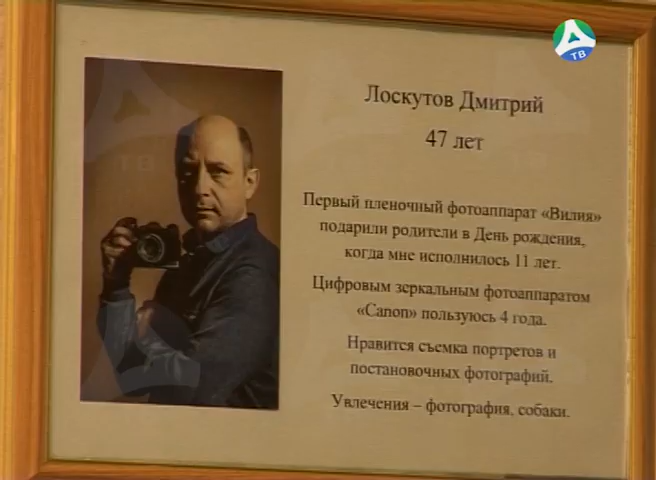 ТВ
Лоскутов Дмитрий
47 лет
Первый пленочный фотоаппарат «Вилия»
подарили родители в День рождения,
когда мне исполнилось 11 лет.
Цифровым зеркальным фотоаппаратом
«Canon» пользуюсь 4 года.
Нравится съемка портретов и
постановочных фотографий.
Увлечения – фотография, собаки.